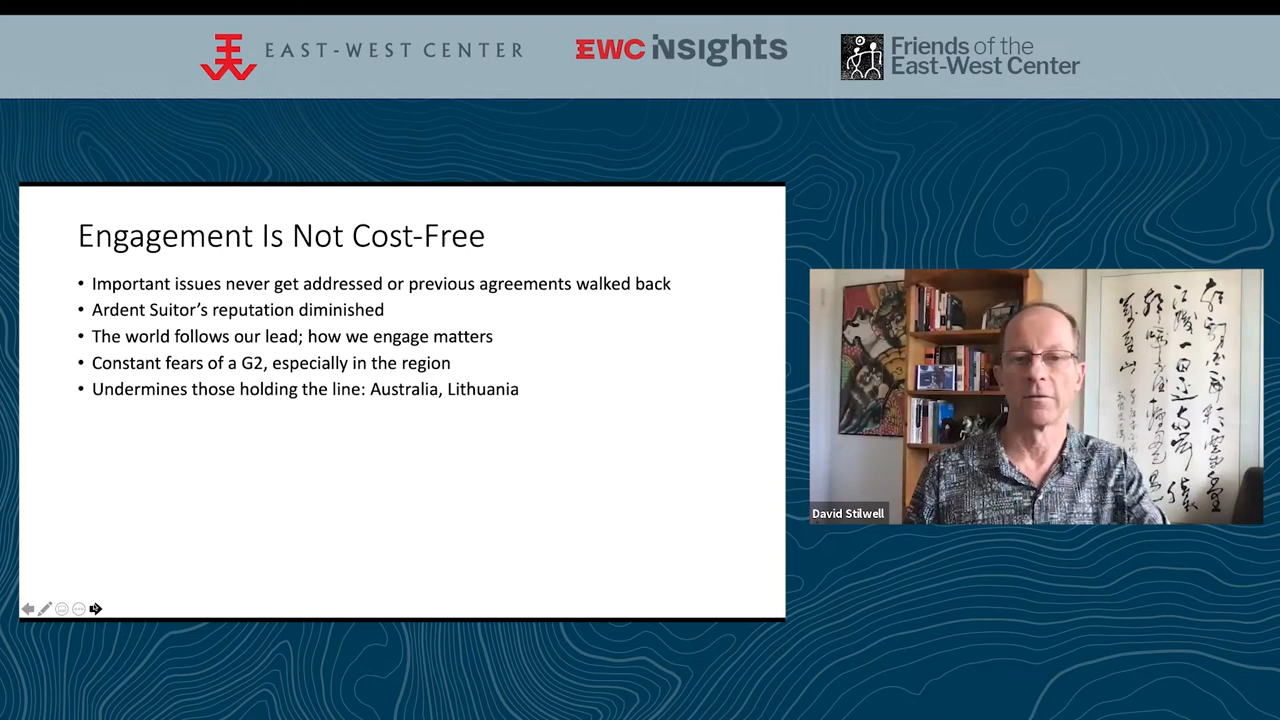 EAST-WEST CENTER
EWC iNsights
Friends of the
East-West Center
Engagement Is Not Cost-Free
• Important issues never get addressed or previous agreements walked back
• Ardent Suitor’s reputation diminished
• The world follows our lead; how we engage matters
• Constant fears of a G2, especially in the region
• Undermines those holding the line: Australia, Lithuania
David Stilwell